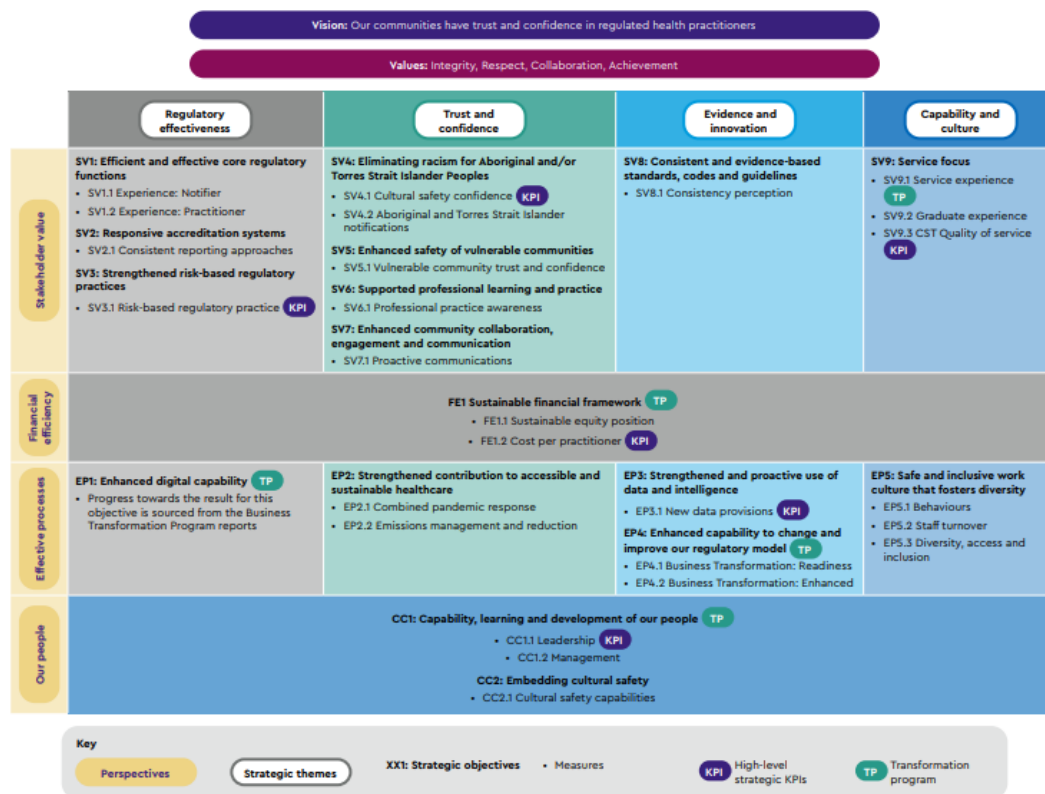 Vision: Our communities have trust and confidence in regulated health practitioners
Values: Integrity, Respect, Collaboration, Achievement
Regulatory
effectiveness
Trust and
confidence
Evidence and
innovation
Capability and
culture
Stakeholder value
SV1: Efficient and effective core regulatory
functions
• SV1.1 Experience: Notifier
• SV1.2 Experience: Practitioner
SV2: Responsive accreditation systems
• SV2.1 Consistent reporting approaches
SV3: Strengthened risk-based regulatory
practices
• SV3.1 Risk-based regulatory practice KPI
SV4: Eliminating racism for Aboriginal and/or
Torres Strait Islander Peoples
• SV4.1 Cultural safety confidence KPI
• SV4.2 Aboriginal and Torres Strait Islander
notifications
SV5: Enhanced safety of vulnerable communities
• SV5.1 Vulnerable community trust and confidence
SV6: Supported professional learning and practice
• SV6.1 Professional practice awareness
SV7: Enhanced community collaboration,
engagement and communication
• SV7.1 Proactive communications
SV8: Consistent and evidence-based
standards, codes and guidelines
• SV8.1 Consistency perception
SV9: Service focus
• SV9.1 Service experience
TP
• SV9.2 Graduate experience
• SV9.3 CST Quality of service
KPI
Financial
efficiency
FE1 Sustainable financial framework TP
• FE1.1 Sustainable equity position
• FE1.2 Cost per practitioner KPI
Effective processes
EP1: Enhanced digital capability TP
• Progress towards the result for this
objective is sourced from the Business
Transformation Program reports
EP2: Strengthened contribution to accessible and
sustainable healthcare
• EP2.1 Combined pandemic response
• EP2.2 Emissions management and reduction
EP3: Strengthened and proactive use of
data and intelligence
• EP3.1 New data provisions KPI
EP4: Enhanced capability to change and
improve our regulatory model TP
• EP4.1 Business Transformation: Readiness
• EP4.2 Business Transformation: Enhanced
EP5: Safe and inclusive work
culture that fosters diversity
• EP5.1 Behaviours
• EP5.2 Staff turnover
• EP5.3 Diversity, access and
inclusion
Our people
CC1: Capability, learning and development of our people TP
• CC1.1 Leadership KPI
• CC1.2 Management
CC2: Embedding cultural safety
• CC2.1 Cultural safety capabilities
Key
Perspectives
Strategic themes
XX1: Strategic objectives
• Measures
KPI High-level
strategic KPIs
TP Transformation
program